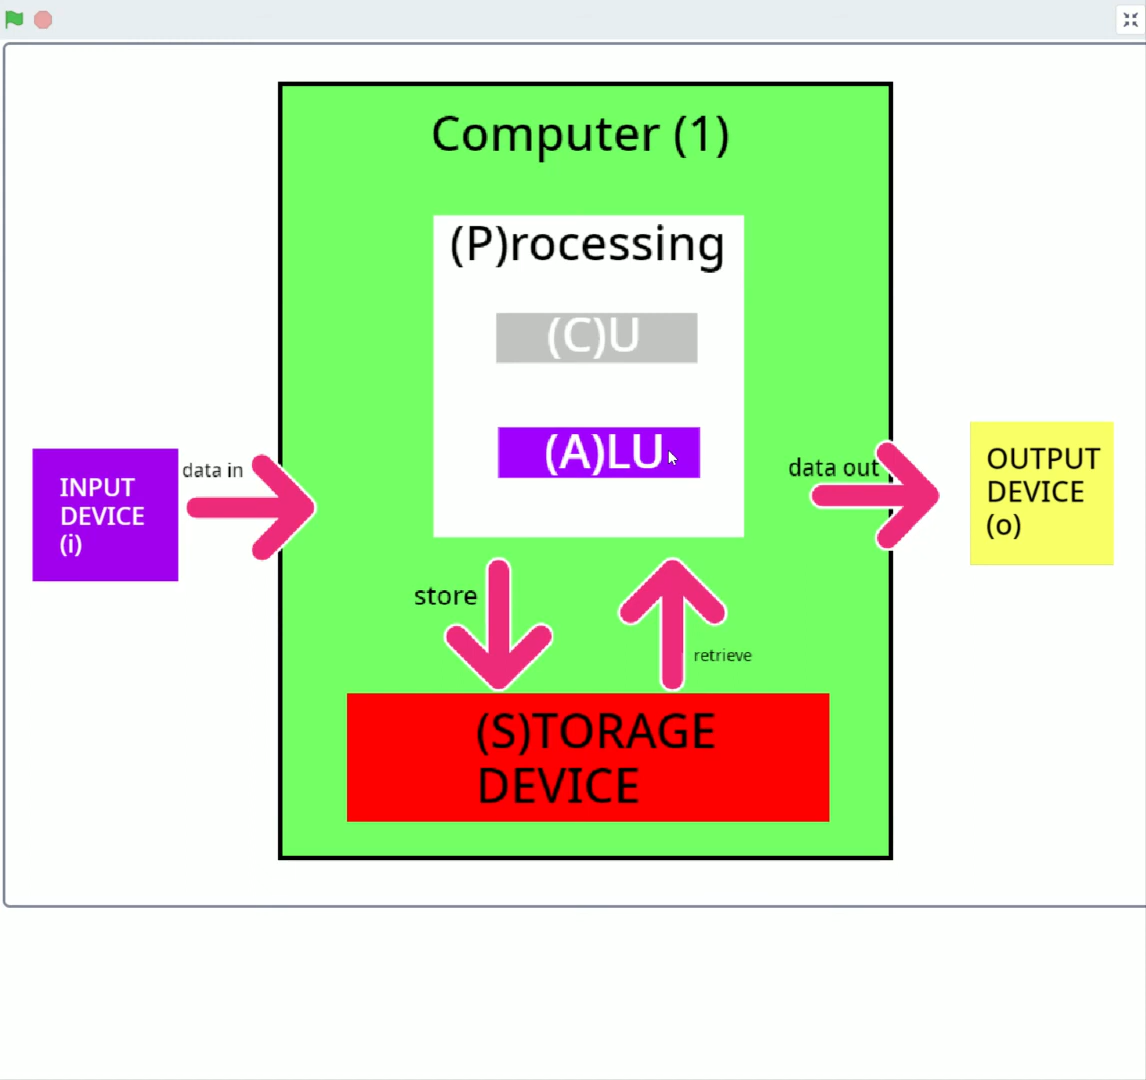 Computer (1)
(P)rocessing
(C)U
(A)LU
INPUT
DEVICE
(i)
data in
data out
OUTPUT
DEVICE
(o)
store
retrieve
(S)TORAGE
DEVICE